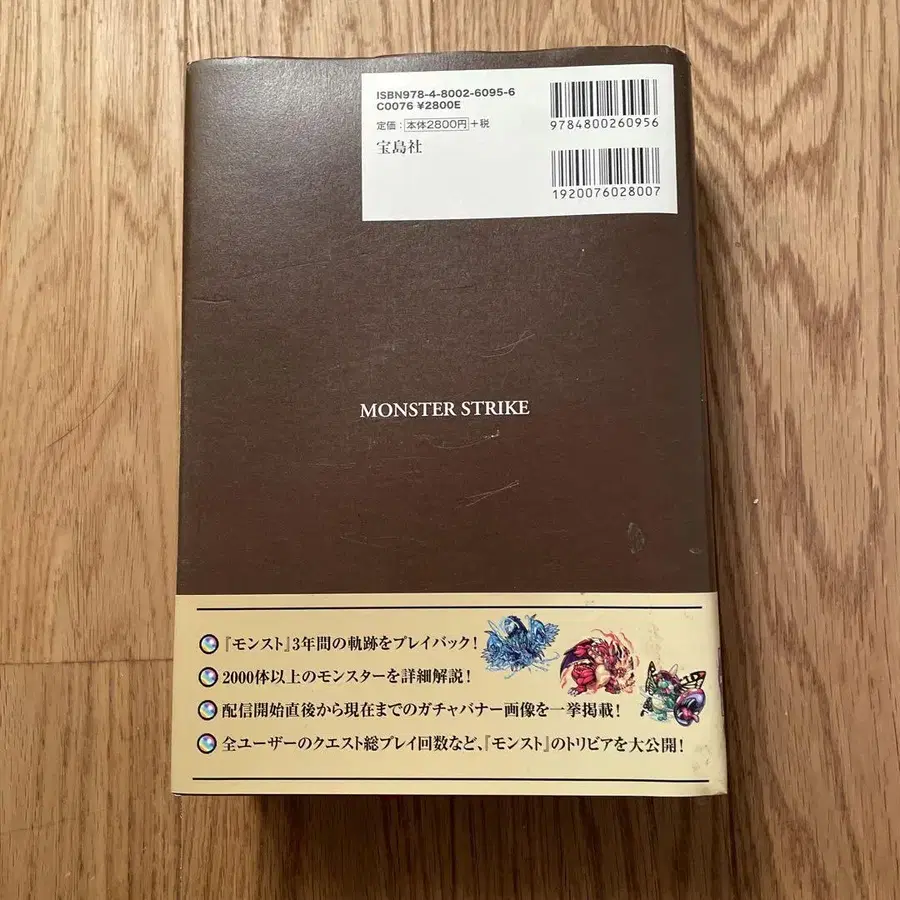 ISBN978-4-8002-6095-6
C0076 ¥2800E
定価：本体2800円+税
宝島社
9784800260956
1920076028007
MONSTER STRIKE
『モンスト』3年間の軌跡をプレイバック！
2000体以上のモンスターを詳細解説！
配信開始直後から現在までのガチャバナー画像を一挙掲載！
全ユーザーのクエスト総プレイ回数など、『モンスト』のトリビアを大公開！